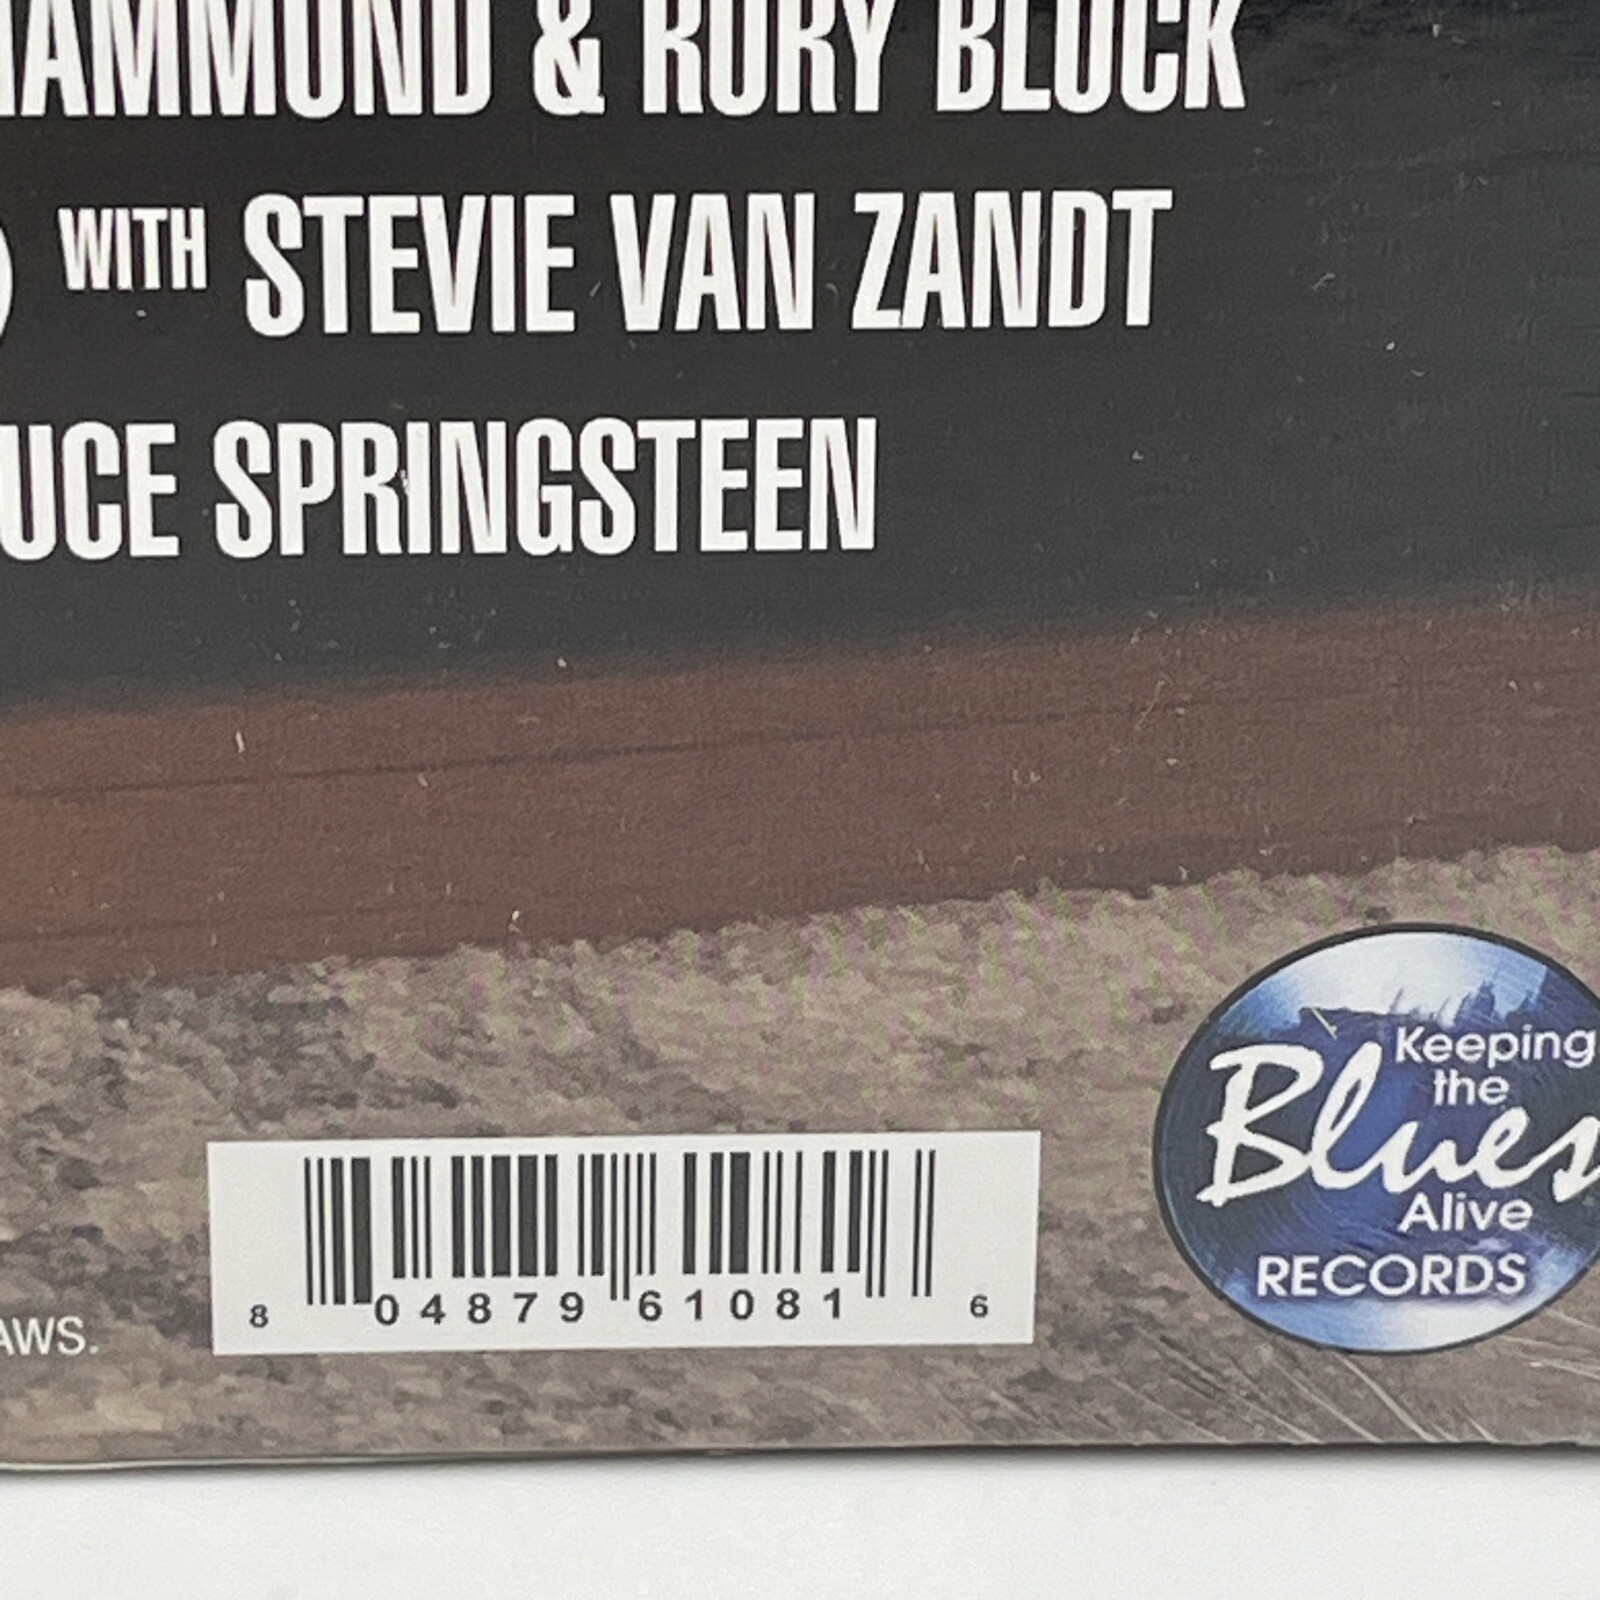 HAMMOND & RORY BLOCK
) WITH STEVIE VAN ZANDT
UCE SPRINGSTEEN
Keeping
the
Blues
Alive
RECORDS
AWS.
8 04879 61081 6